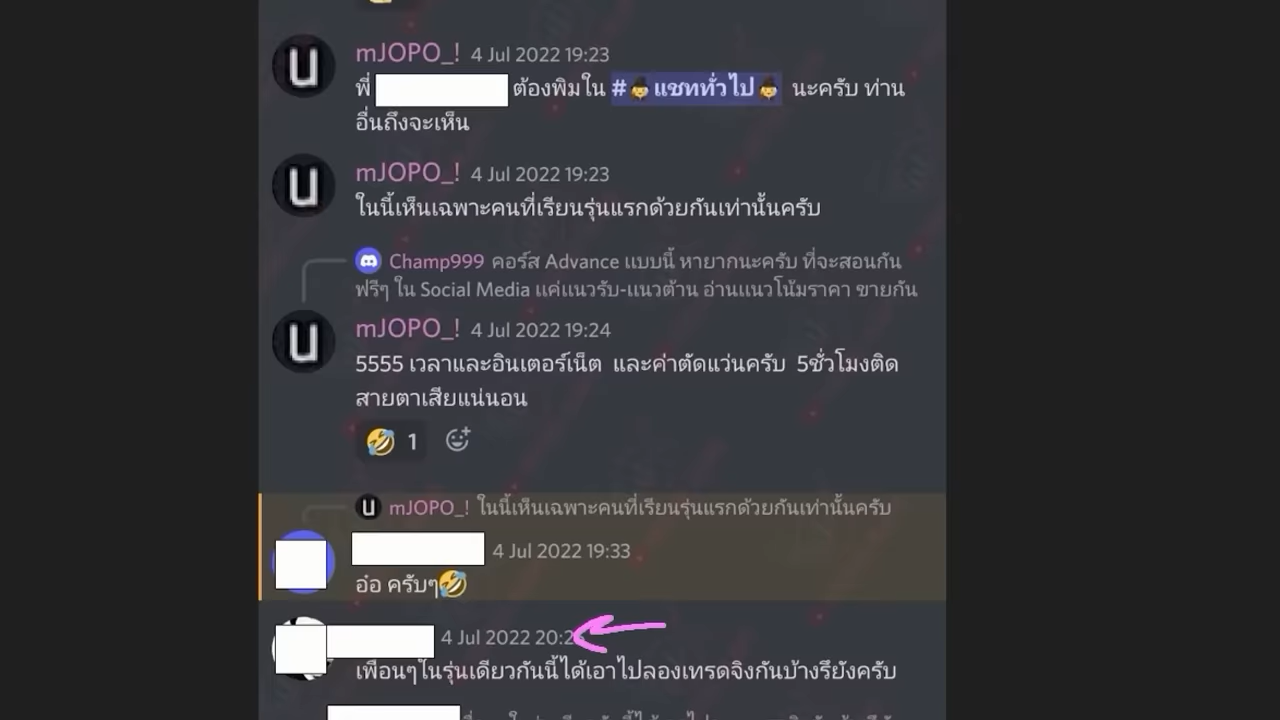 mJOPO_! 4 Jul 2022 19:23
พี่ ต้องพิมใน #🤠แชททั่วไป🤠 นะครับ ท่าน
อื่นถึงจะเห็น
mJOPO_! 4 Jul 2022 19:23
ในนี้เห็นเฉพาะคนที่เรียนรุ่นแรกด้วยกันเท่านั้นครับ
Champ999 คอร์ส Advance แบบนี้ หายากนะครับ ที่จะสอนกัน
ฟรีๆ ใน Social Media แค่แนวรับ-แนวต้าน อ่านแนวโน้มราคา ขายกัน
mJOPO_! 4 Jul 2022 19:24
5555 เวลาและอินเตอร์เน็ต และค่าตัดแว่นครับ 5ชั่วโมงติด
สายตาเสียแน่นอน
🤣 1
mJOPO_! ในนี้เห็นเฉพาะคนที่เรียนรุ่นแรกด้วยกันเท่านั้นครับ
4 Jul 2022 19:33
อ๋อ ครับๆ🤣
4 Jul 2022
เพื่อนๆในรุ่นเดียวกันนี้ได้เอาไปลองเทรดจิงกันบ้างรึยังครับ